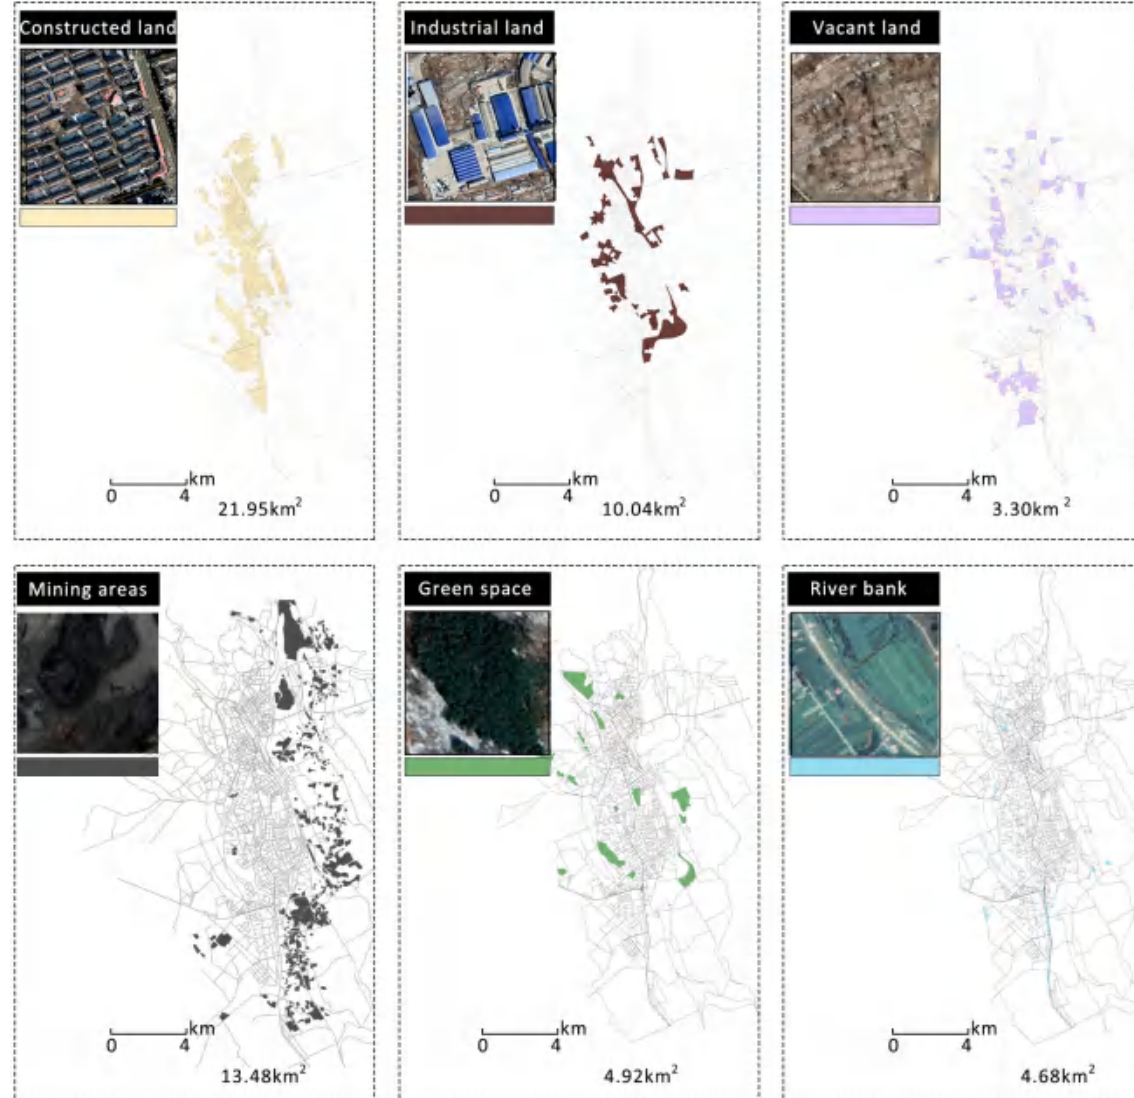 Constructed land
km
0 4
21.95km²
Industrial land
km
0 4
10.04km²
Vacant land
km
0 4
3.30km²
Mining areas
km
0 4
13.48km²
Green space
km
0 4
4.92km²
River bank
km
0 4
4.68km²